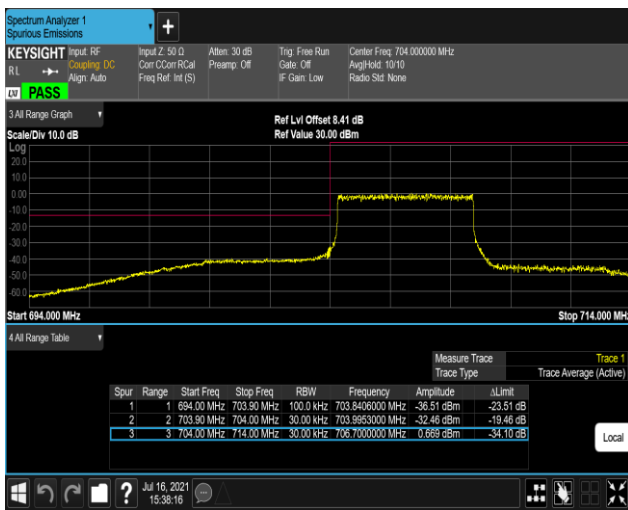 Spectrum Analyzer 1
Spurious Emissions
KEYSIGHT Input: RF Input Z: 50 Ω Atten: 30 dB Trig: Free Run Center Freq: 704.000000 MHz
RL Coupling: DC Corr CCorr RCal Preamp: Off Gate: Off Avg|Hold: 10/10
Align: Auto Freq Ref: Int (S) IF Gain: Low Radio Std: None
LXI PASS
3 All Range Graph
Ref Lvl Offset 8.41 dB
Scale/Div 10.0 dB Ref Value 30.00 dBm
Log
20.0
10.0
0.00
-10.0
-20.0
-30.0
-40.0
-50.0
-60.0
Start 694.000 MHz Stop 714.000 MHz
4 All Range Table
Measure Trace Trace 1
Trace Type Trace Average (Active)
Spur Range Start Freq Stop Freq RBW Frequency Amplitude ΔLimit
1 1 694.00 MHz 703.90 MHz 100.0 kHz 703.8406000 MHz -36.51 dBm -23.51 dB
2 2 703.90 MHz 704.00 MHz 30.00 kHz 703.9953000 MHz -32.46 dBm -19.46 dB
3 3 704.00 MHz 714.00 MHz 30.00 kHz 706.7000000 MHz 0.669 dBm -34.10 dB
Local
? Jul 16, 2021
15:38:16